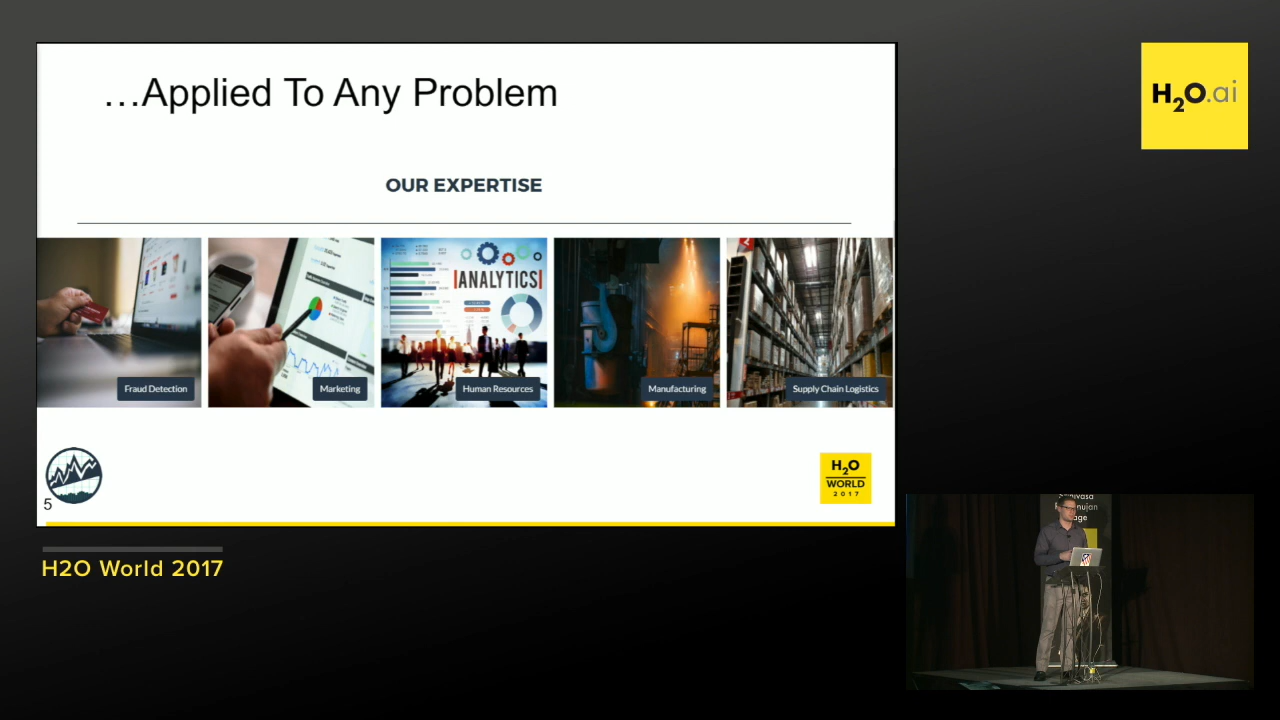 …Applied To Any Problem
H2O.ai
OUR EXPERTISE
ANALYTICS
Fraud Detection
Marketing
Human Resources
Manufacturing
Supply Chain Logistics
5
H2O
WORLD
2017
H2O World 2017